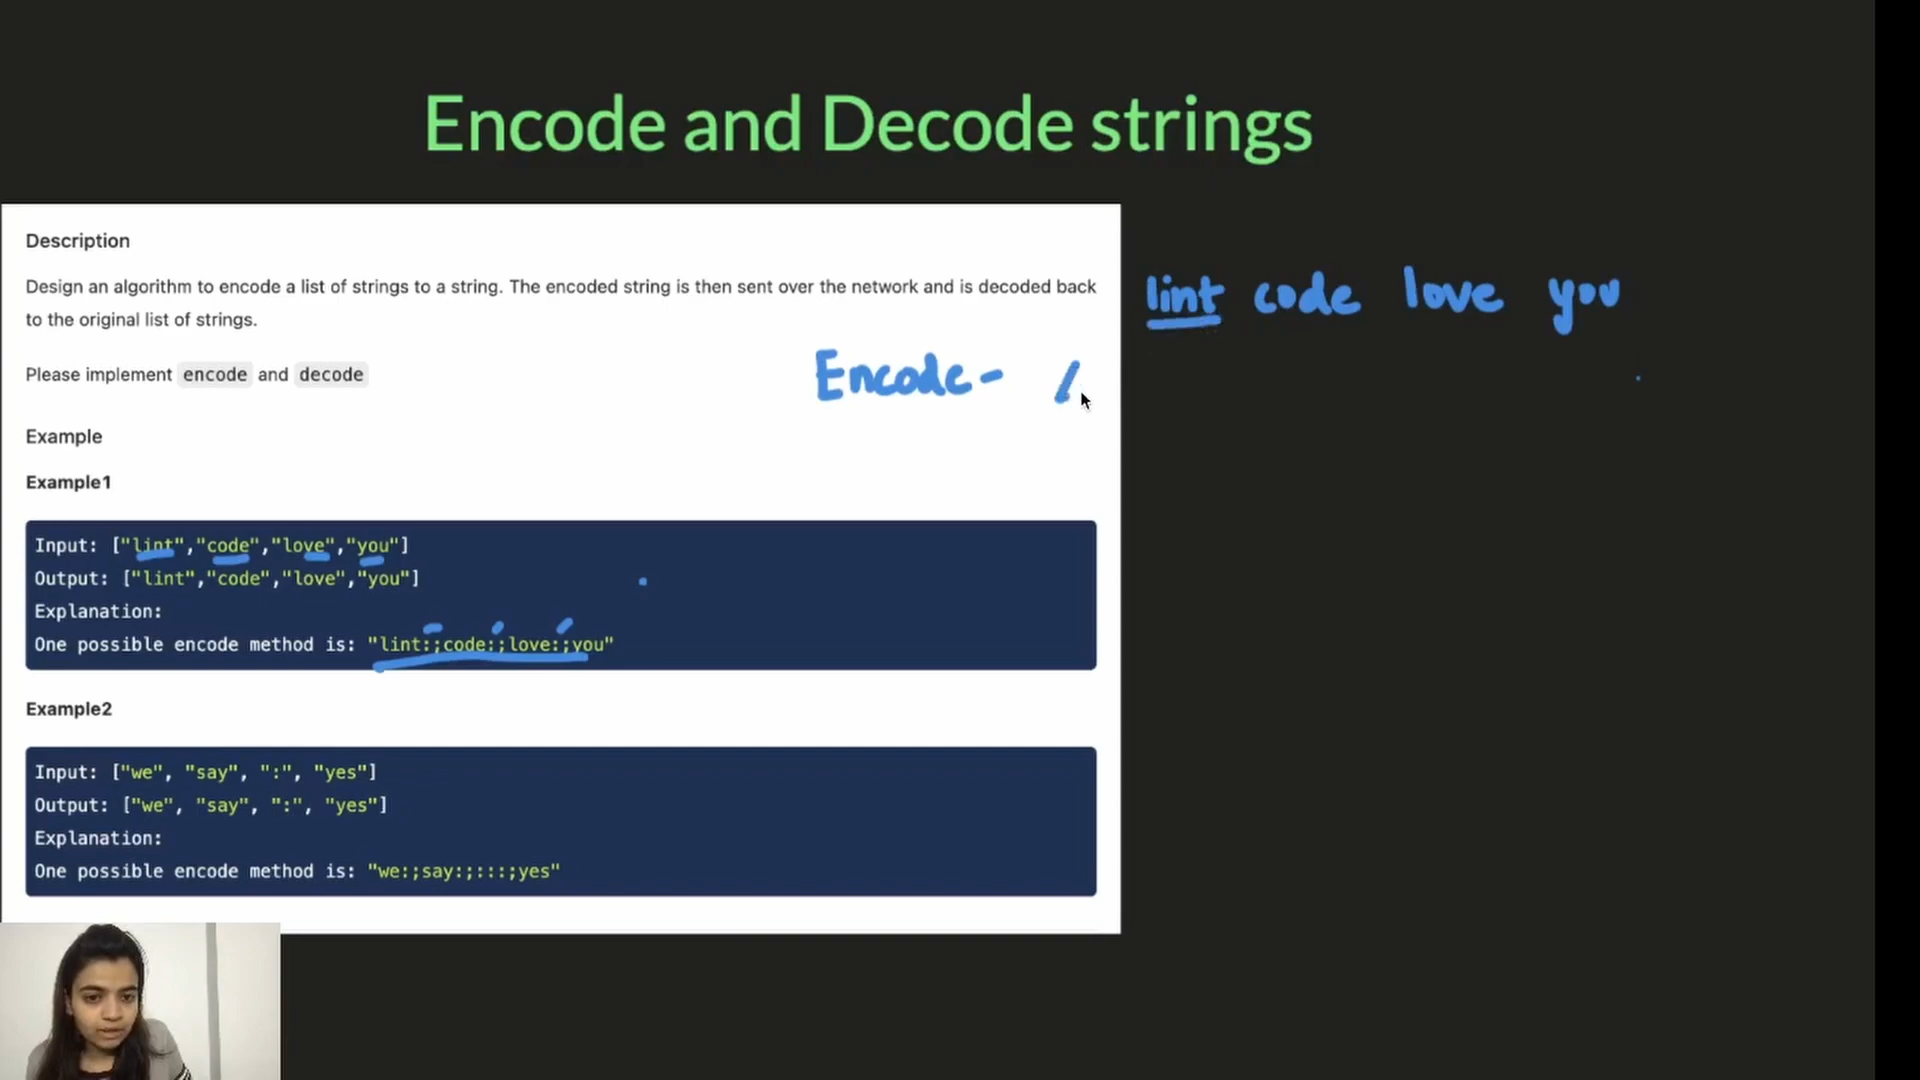 Encode and Decode strings
Description
Design an algorithm to encode a list of strings to a string. The encoded string is then sent over the network and is decoded back
to the original list of strings.
Please implement encode and decode
lint code love you
Encode-
Example
Example1
Input: ["lint","code","love","you"]
Output: ["lint","code","love","you"]
Explanation:
One possible encode method is: "lint:;code:;love:;you"
Example2
Input: ["we", "say", ":", "yes"]
Output: ["we", "say", ":", "yes"]
Explanation:
One possible encode method is: "we:;say:;:::;yes"